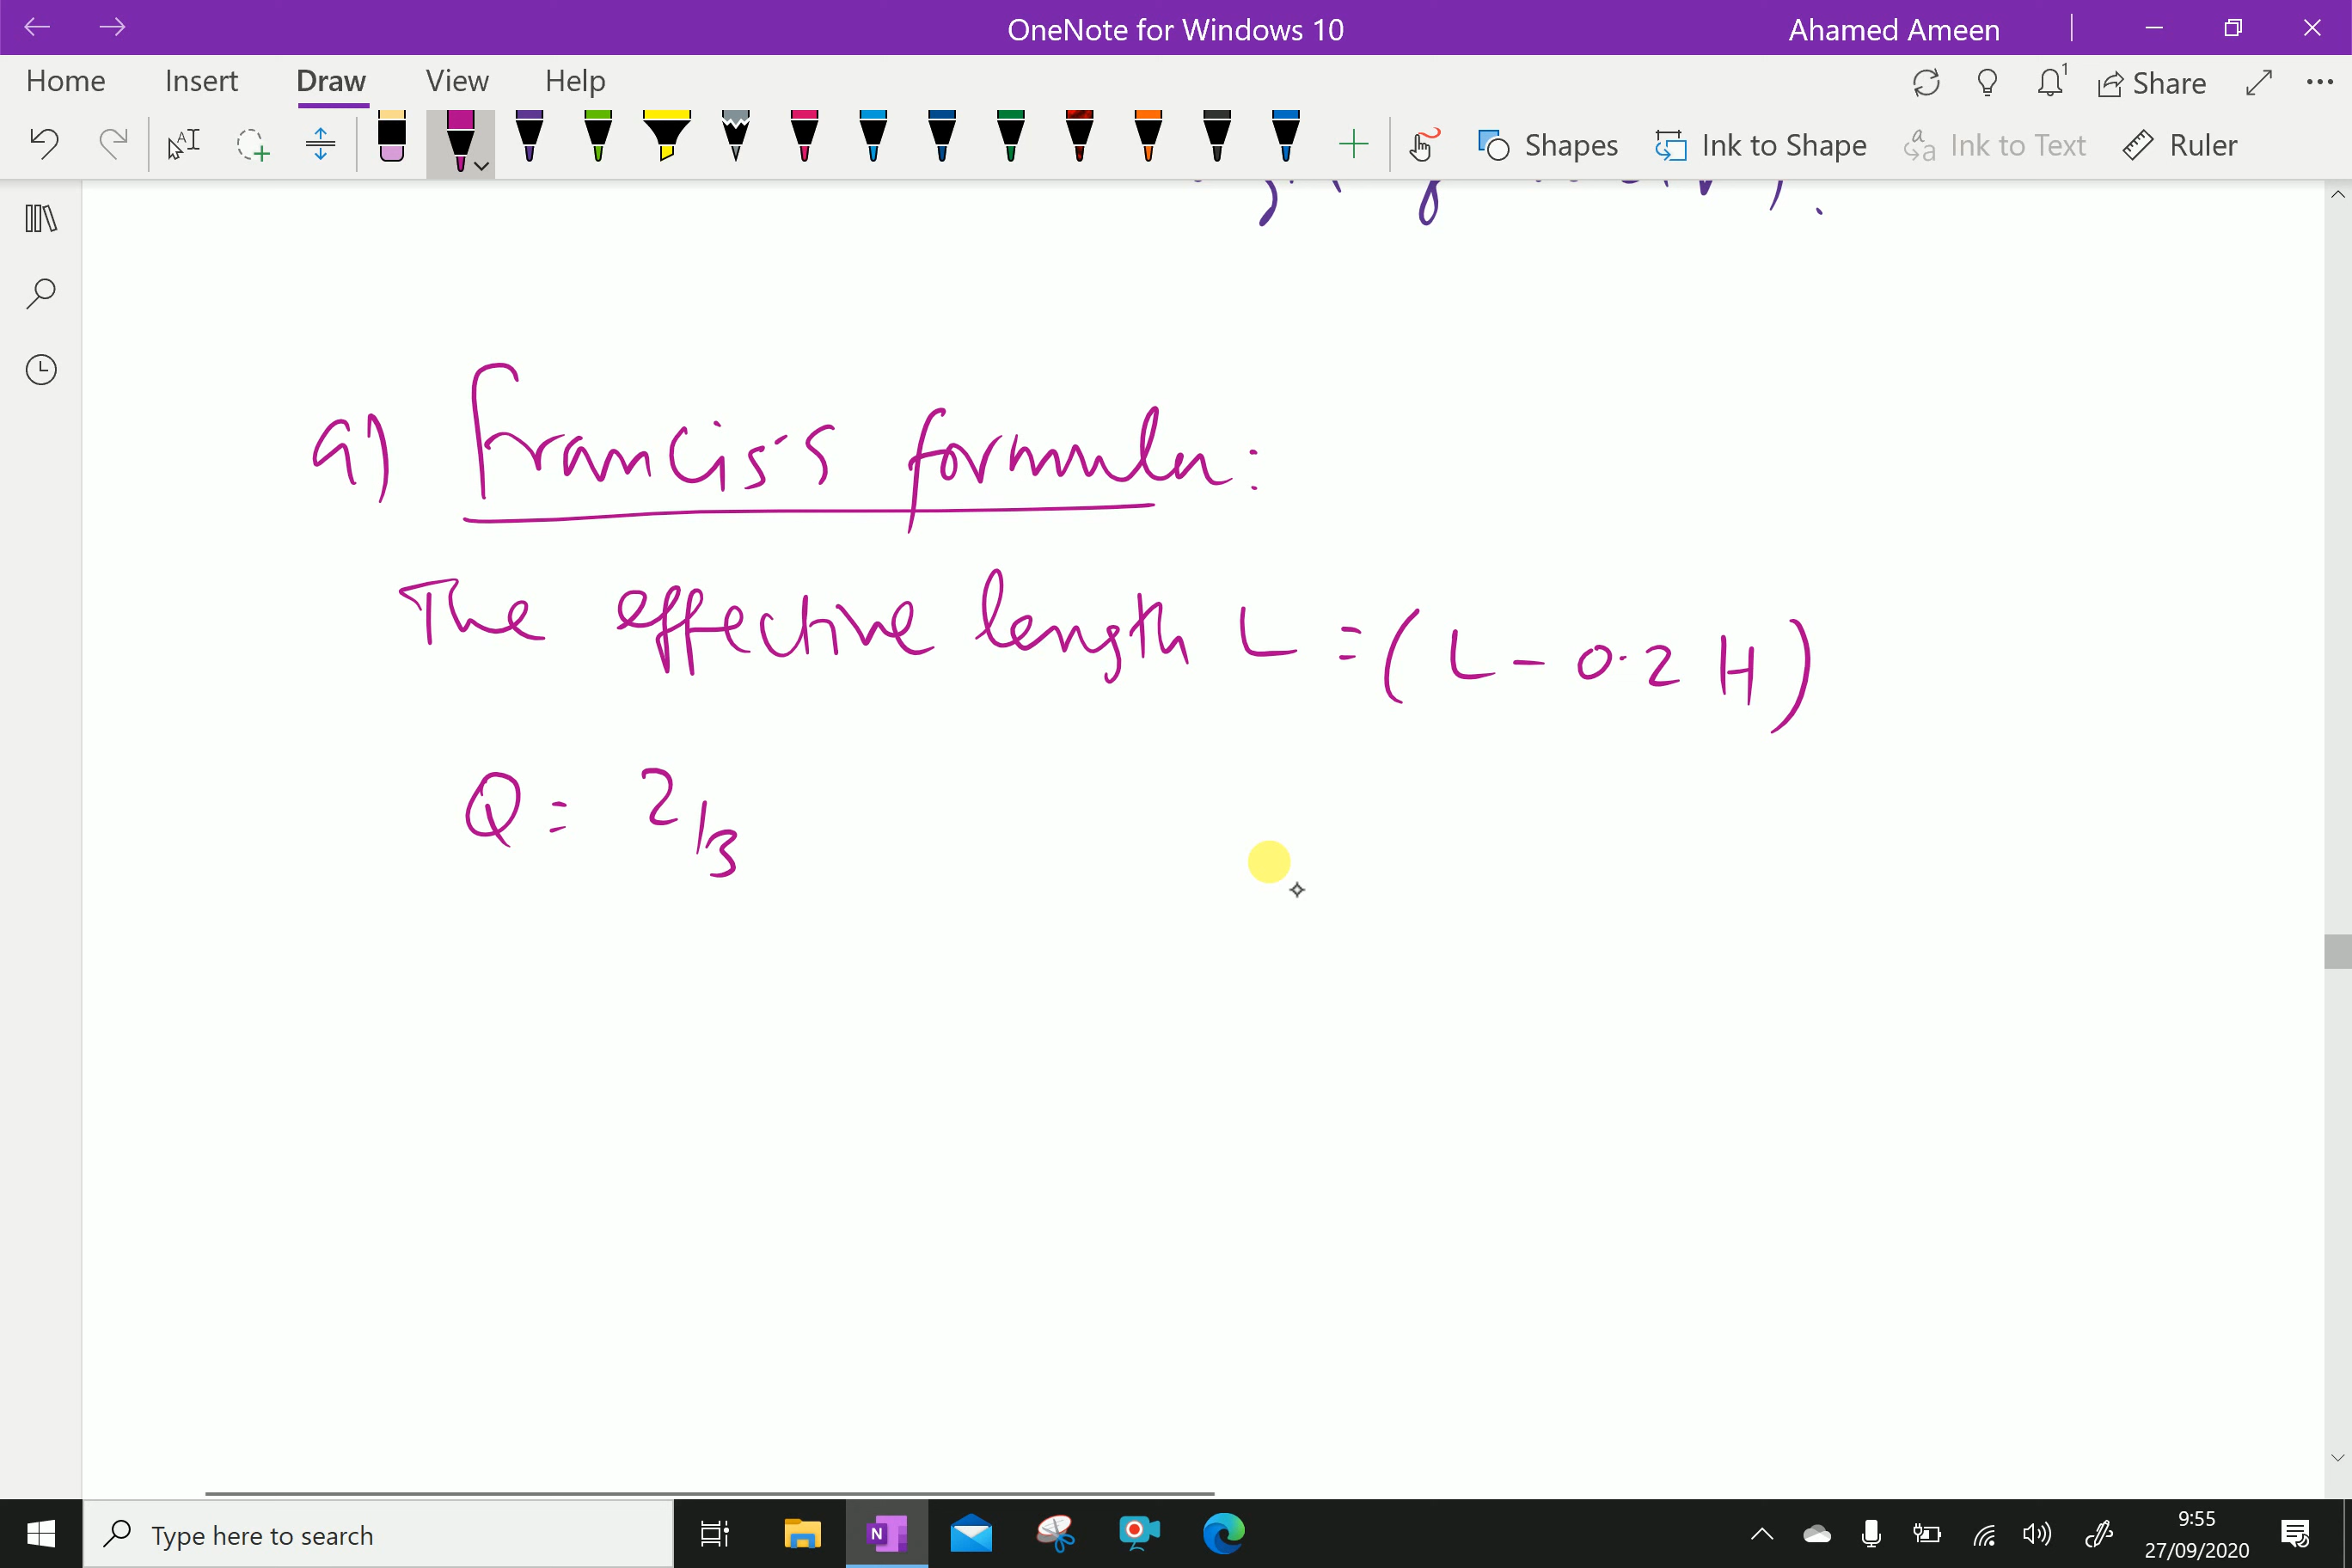 OneNote for Windows 10 Ahamed Ameen
Home Insert Draw View Help 1 Share
Shapes Ink to Shape Ink to Text Ruler
a) Francis's formula:
The effective length L = (L - 0.2 H)
Q = 2/3
Type here to search
9:55
27/09/2020